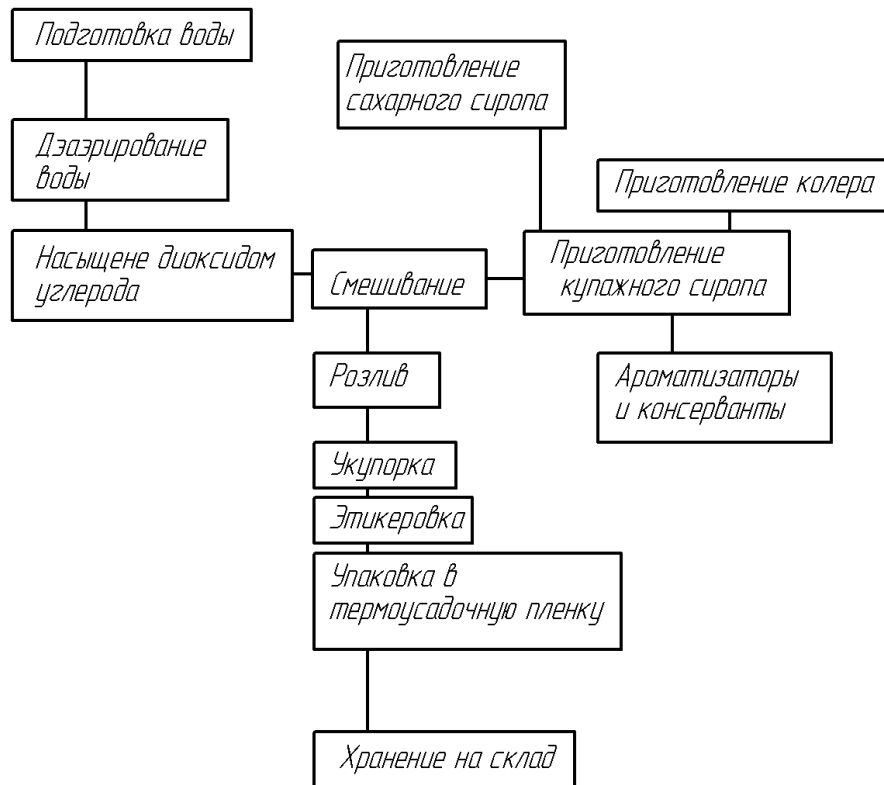 Подготовка воды
Приготовление
сахарного сиропа
Дэаэрирование
воды
Приготовление колера
Насыщене диоксидом
углерода
Смешивание
Приготовление
купажного сиропа
Розлив
Ароматизаторы
и консерванты
Укупорка
Этикеровка
Упаковка в
термоусадочную пленку
Хранение на склад